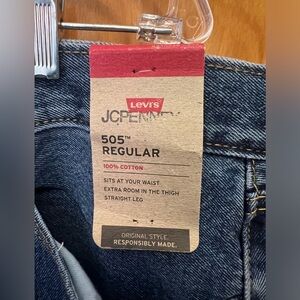 LEVI'S
JCPENNEY
505™
REGULAR
100% COTTON
SITS AT YOUR WAIST
EXTRA ROOM IN THE THIGH
STRAIGHT LEG
ORIGINAL STYLE.
RESPONSIBLY MADE.